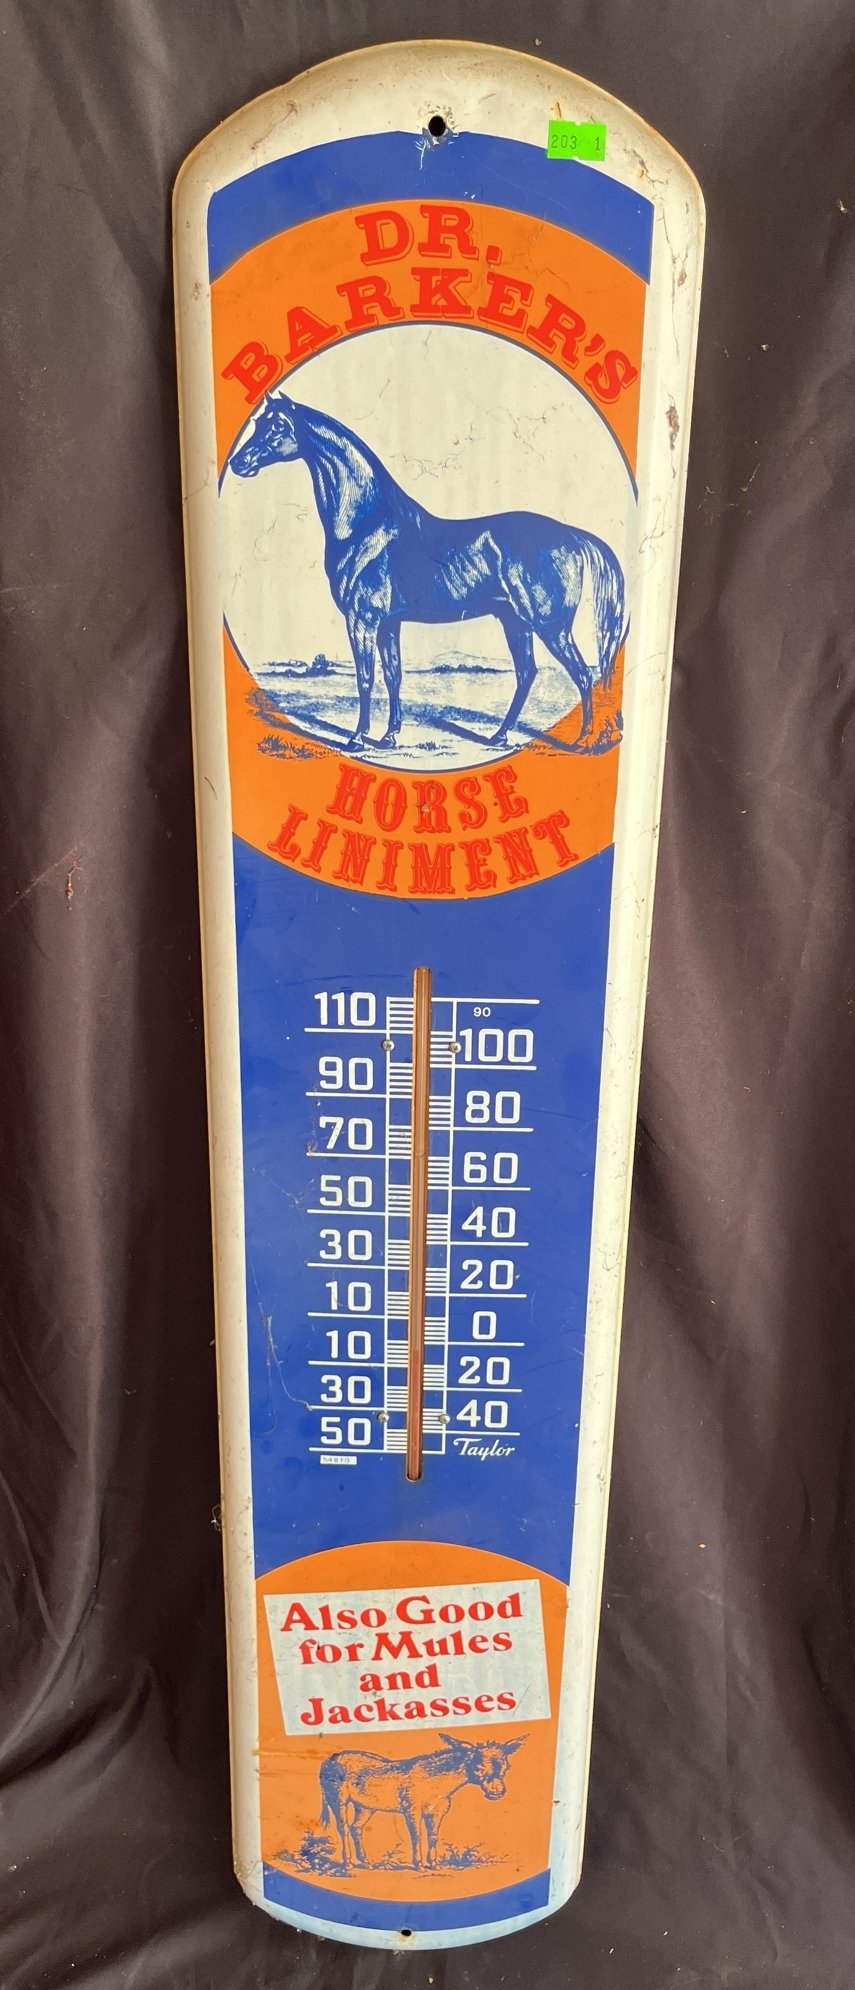 203 1
DR.
BARKER'S
HORSE
LINIMENT
90
110
100
90
80
70
60
50
40
30
20
10
0
10
20
30
40
50
Taylor
54810
Also Good
for Mules
and
Jackasses